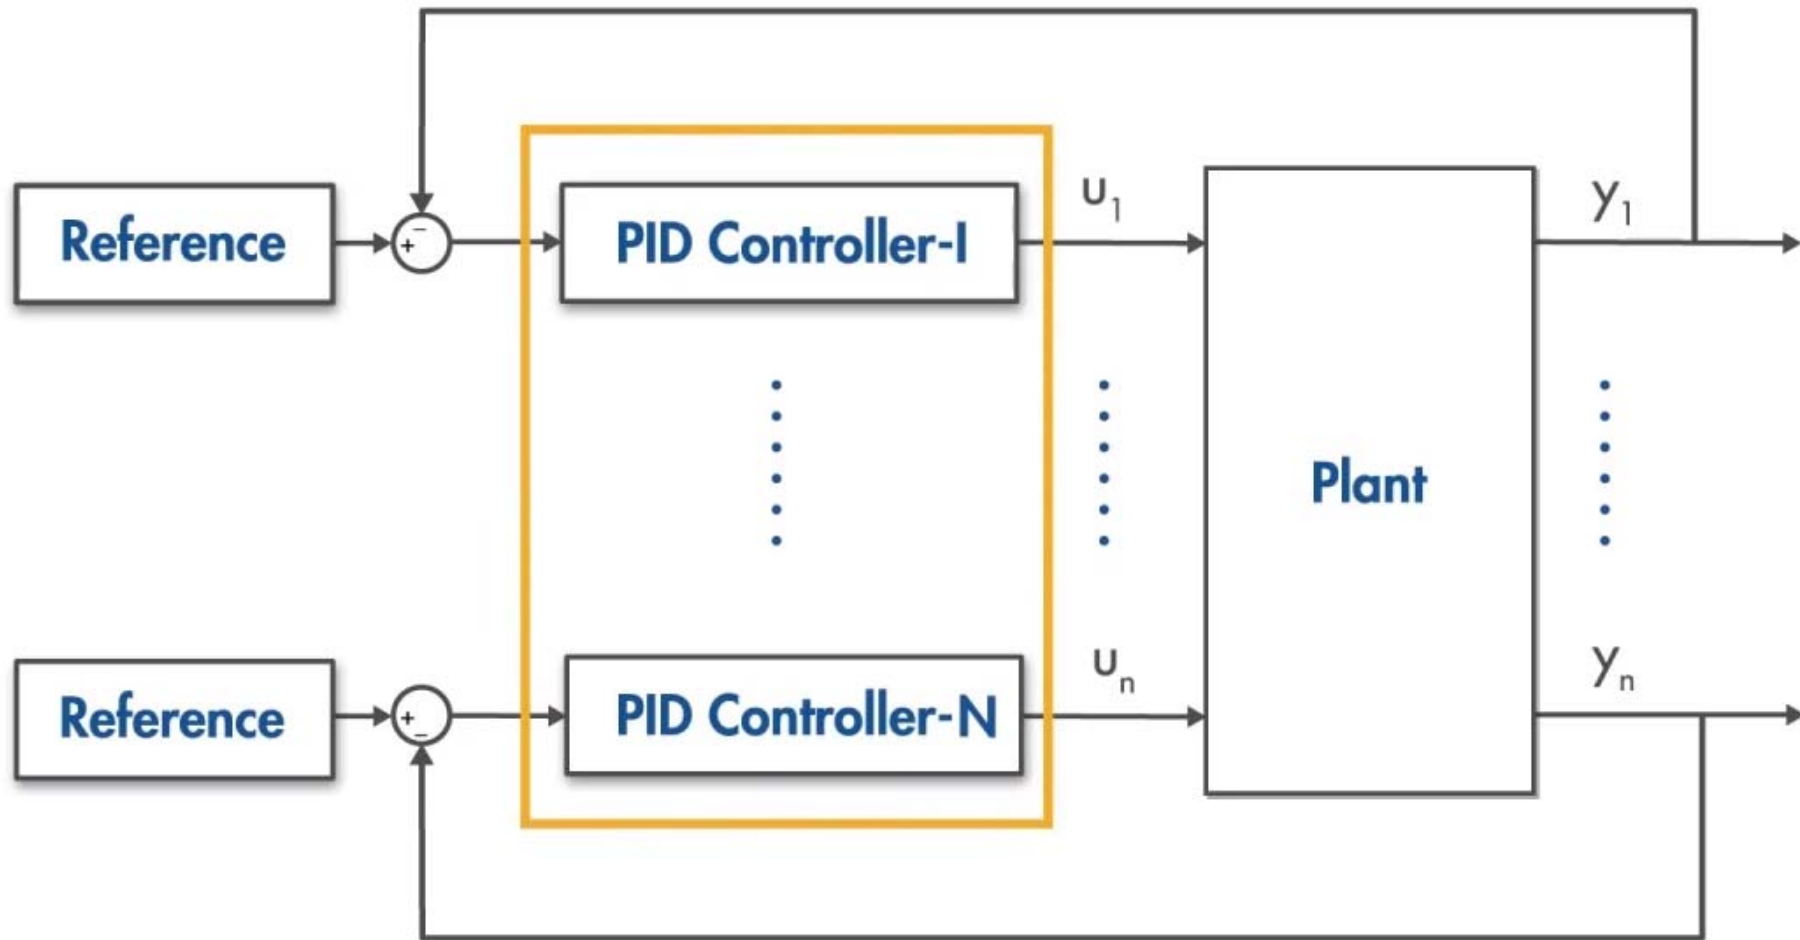 Reference
+
−
PID Controller-I
u1
y1
Plant
Reference
+
−
PID Controller-N
un
yn